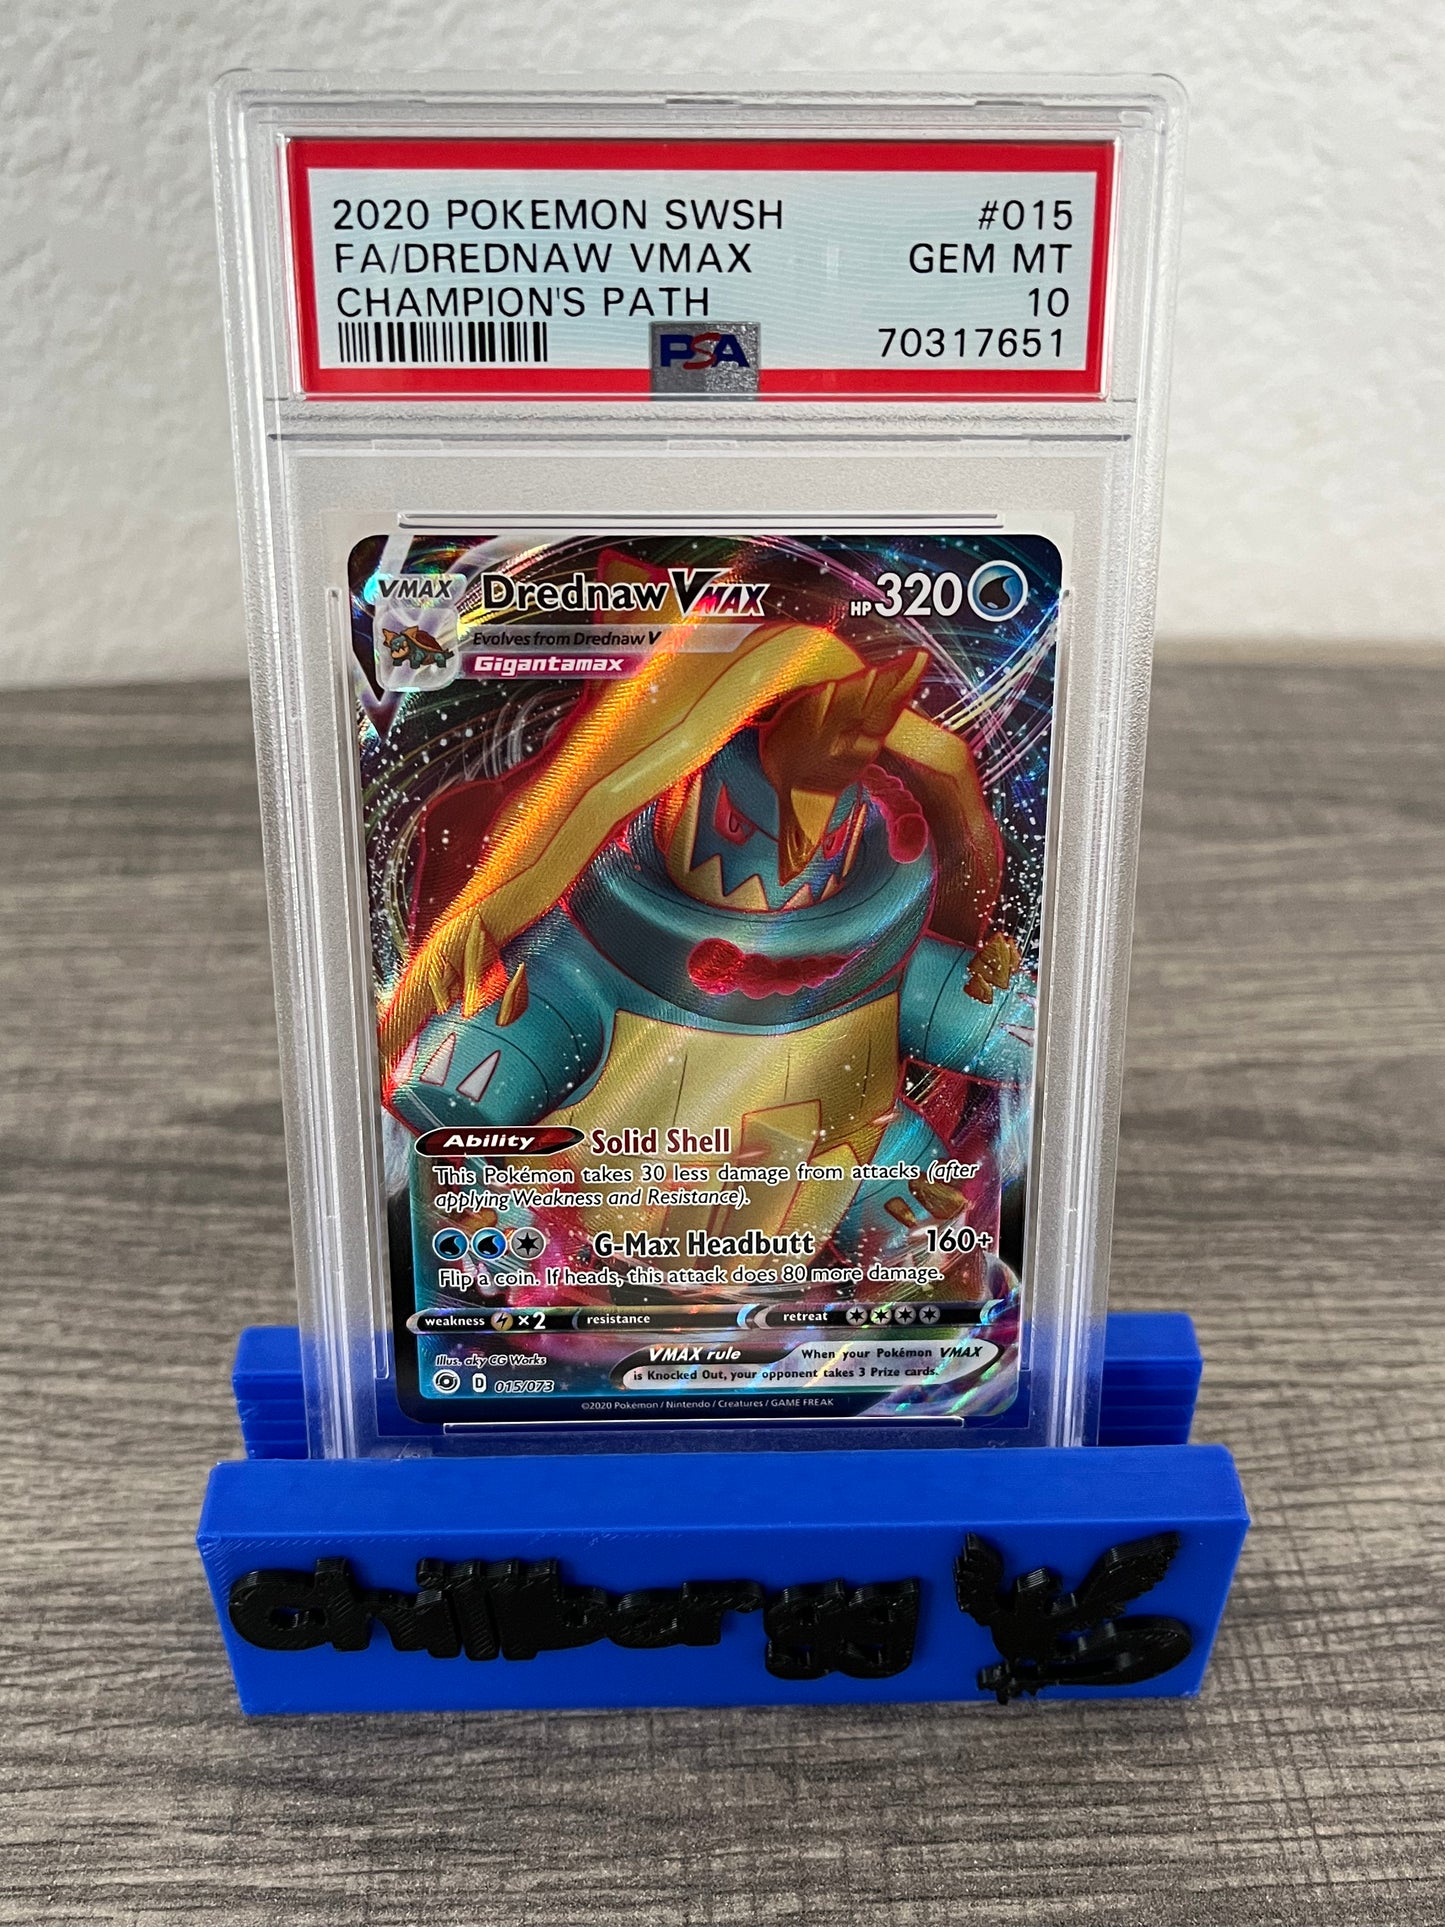 2020 POKEMON SWSH #015
FA/DREDNAW VMAX GEM MT
CHAMPION'S PATH 10
PSA 70317651
VMAX Drednaw VMAX HP 320
Evolves from Drednaw V
Gigantamax
Ability Solid Shell
This Pokémon takes 30 less damage from attacks (after
applying Weakness and Resistance).
G-Max Headbutt 160+
Flip a coin. If heads, this attack does 80 more damage.
weakness ×2 resistance retreat
Illus. aky CG Works
VMAX rule When your Pokémon VMAX
is Knocked Out, your opponent takes 3 Prize cards.
D 015/073
©2020 Pokémon / Nintendo / Creatures / GAME FREAK
chillbar gg